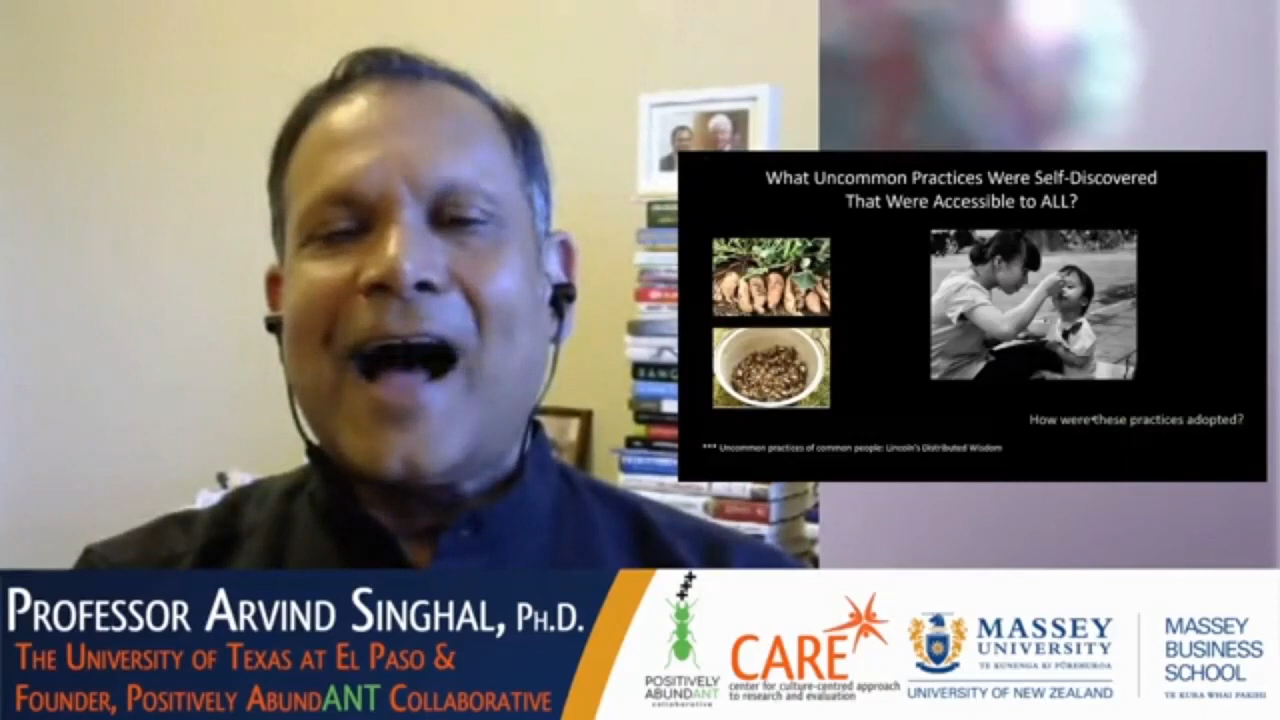 What Uncommon Practices Were Self-Discovered
That Were Accessible to ALL?
How were these practices adopted?
*** Uncommon practices of common people: Lincoln's Distributed Wisdom
PROFESSOR ARVIND SINGHAL, PH.D.
THE UNIVERSITY OF TEXAS AT EL PASO &
FOUNDER, POSITIVELY ABUNDANT COLLABORATIVE
POSITIVELY
ABUNDANT
collaborative
CARE
center for culture-centred approach
to research and evaluation
MASSEY
UNIVERSITY
TE KUNENGA KI PŪREHUROA
UNIVERSITY OF NEW ZEALAND
MASSEY
BUSINESS
SCHOOL
TE KURA WHAI PAKIHI